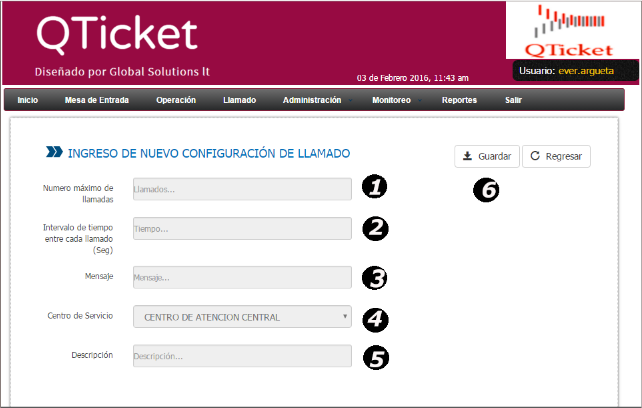 QTicket
QTicket
Diseñado por Global Solutions lt
03 de Febrero 2016, 11:43 am
Usuario: ever.argueta
Inicio Mesa de Entrada Operación Llamado Administración Monitoreo Reportes Salir
INGRESO DE NUEVO CONFIGURACIÓN DE LLAMADO
Guardar Regresar
Numero máximo de
llamadas
Llamados...
1
6
Intervalo de tiempo
entre cada llamado
(Seg)
Tiempo...
2
Mensaje
Mensaje...
3
Centro de Servicio
CENTRO DE ATENCION CENTRAL
4
Descripción
Descripción...
5